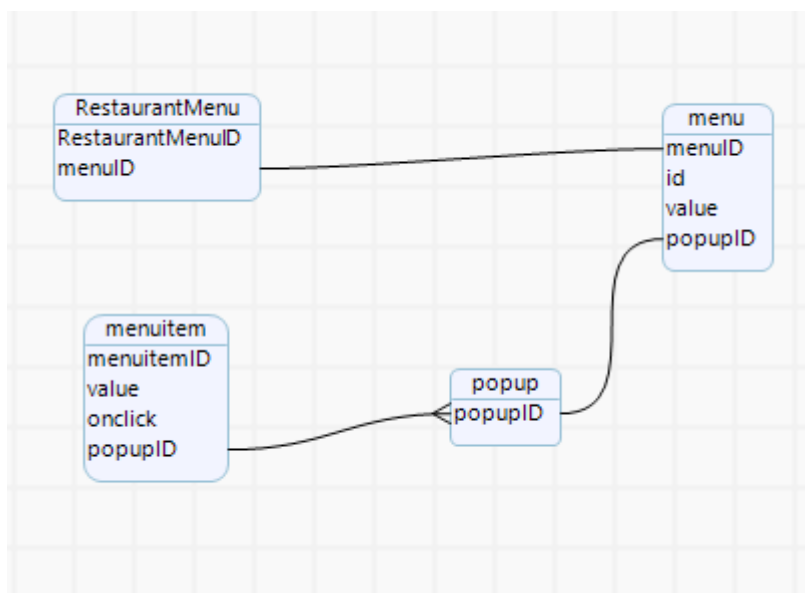 RestaurantMenu
RestaurantMenuID
menuID
menu
menuID
id
value
popupID
menuitem
menuitemID
value
onclick
popupID
popup
popupID